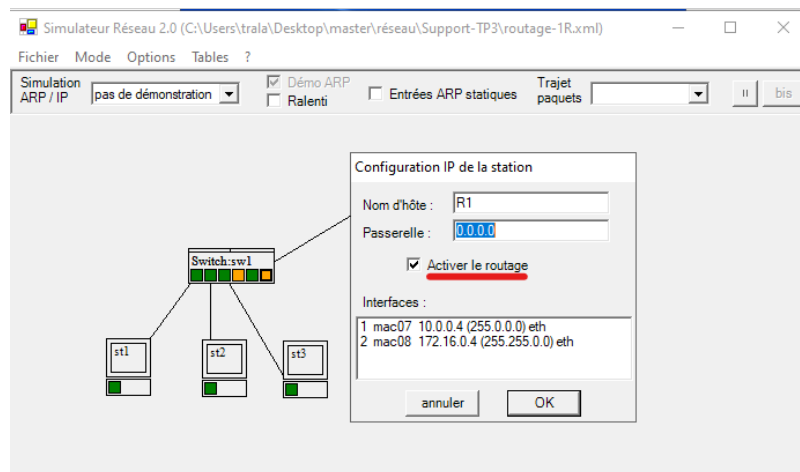 Simulateur Réseau 2.0 (C:\Users\trala\Desktop\master\réseau\Support-TP3\routage-1R.xml)
Fichier Mode Options Tables ?
Simulation ARP / IP
pas de démonstration
Démo ARP
Ralenti
Entrées ARP statiques
Trajet paquets
II
bis
Configuration IP de la station
Nom d'hôte : R1
Passerelle : 0.0.0.0
Activer le routage
Interfaces :
1 mac07 10.0.0.4 (255.0.0.0) eth
2 mac08 172.16.0.4 (255.255.0.0) eth
annuler OK
Switch:sw1
st1 st2 st3